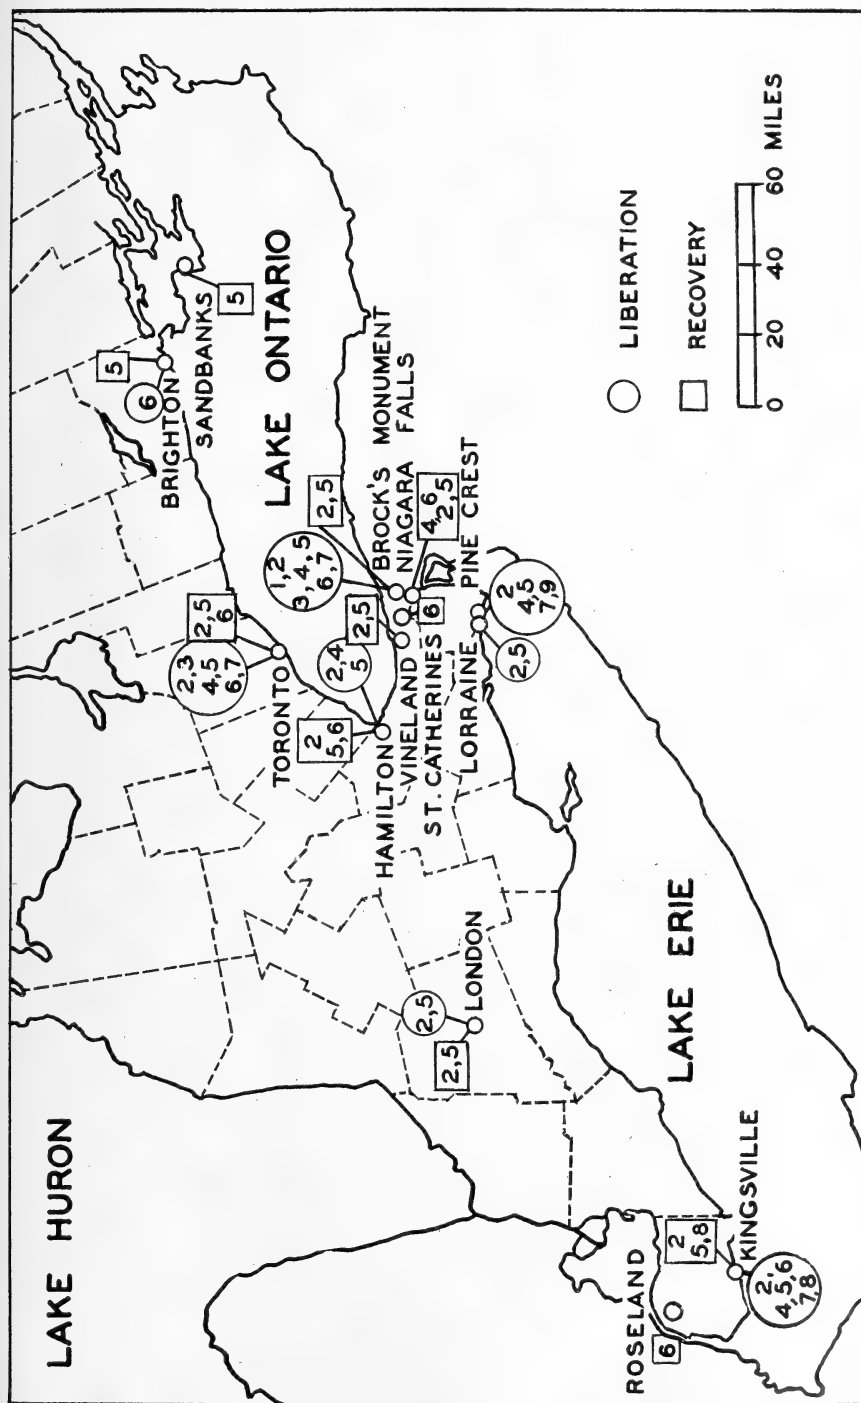 LAKE HURON
LAKE ONTARIO
LAKE ERIE
BRIGHTON
6
5
SANDBANKS
5
TORONTO
2,3
4,5
6,7
2,5
6
HAMILTON
2
5,6
2,4
5
VINELAND
2,5
ST. CATHERINES
6
BROCK'S MONUMENT
1,2
3,4,5
6,7
2,5
NIAGARA FALLS
4,6
2,5
PINE CREST
2
4,5
7,9
LORRAINE
2,5
LONDON
2,5
2,5
ROSELAND
6
KINGSVILLE
2
5,8
2,
4,5,6
7,8
LIBERATION
RECOVERY
0 20 40 60 MILES